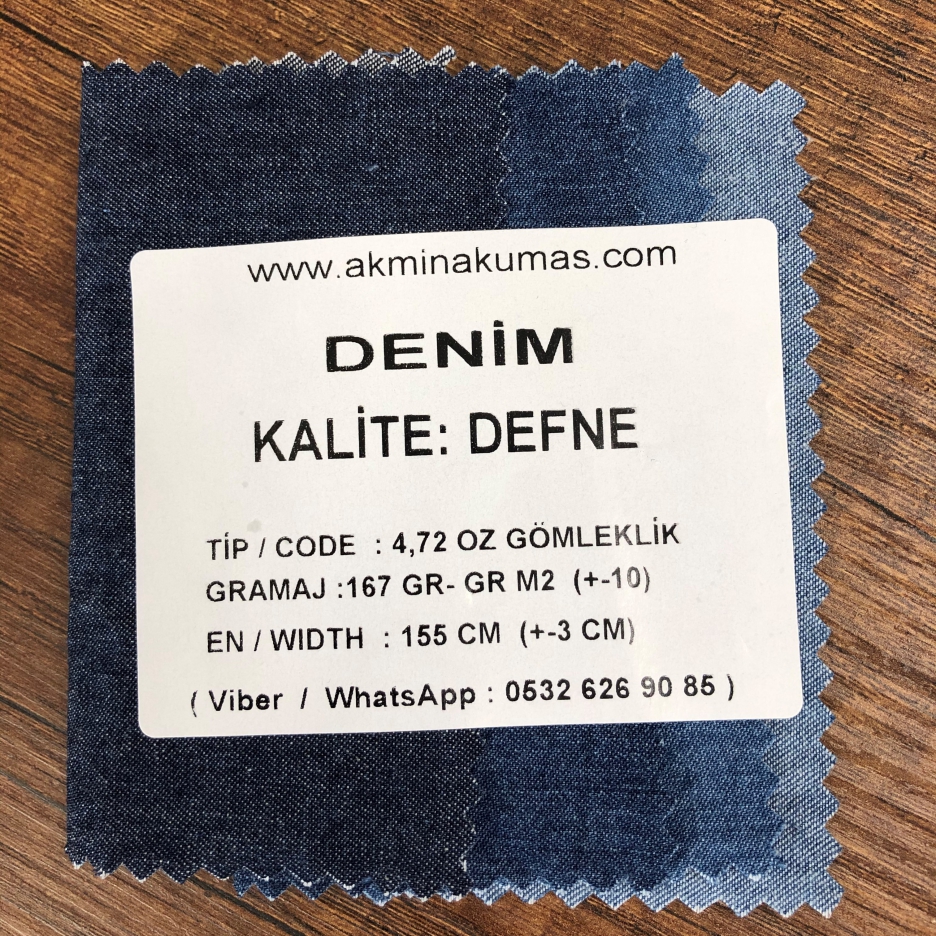 www.akminakumas.com
DENİM
KALİTE: DEFNE
TİP / CODE : 4,72 OZ GÖMLEKLİK
GRAMAJ :167 GR- GR M2 (+-10)
EN / WIDTH : 155 CM (+-3 CM)
( Viber / WhatsApp : 0532 626 90 85 )